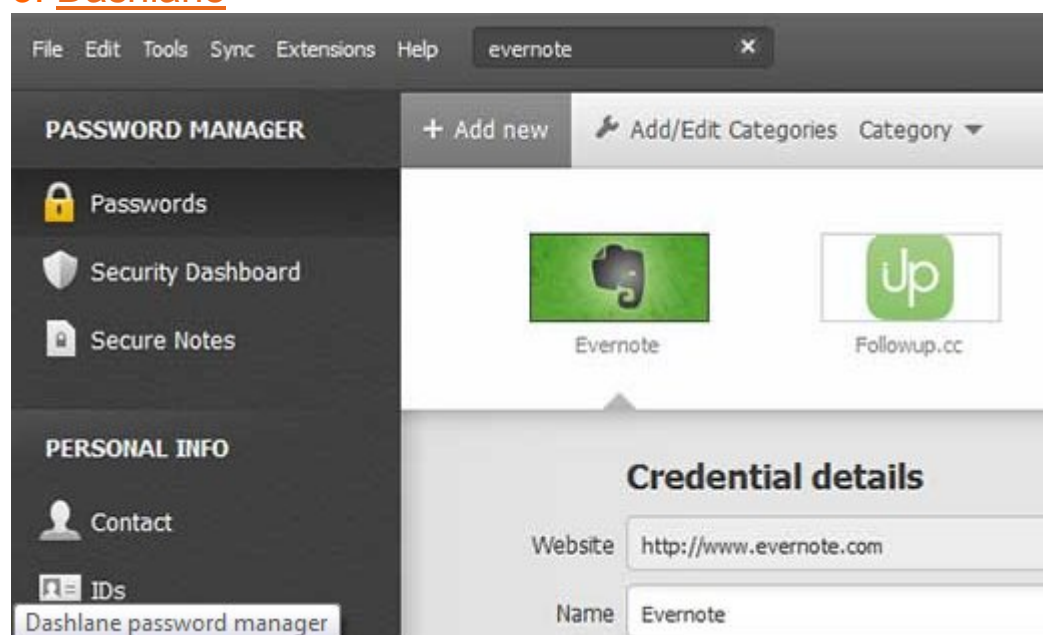 Dashlane
File Edit Tools Sync Extensions Help evernote ×
PASSWORD MANAGER
+ Add new Add/Edit Categories Category
Passwords
Security Dashboard
Secure Notes
Up
Evernote
Followup.cc
PERSONAL INFO
Contact
IDs
Credential details
Website http://www.evernote.com
Name Evernote
Dashlane password manager